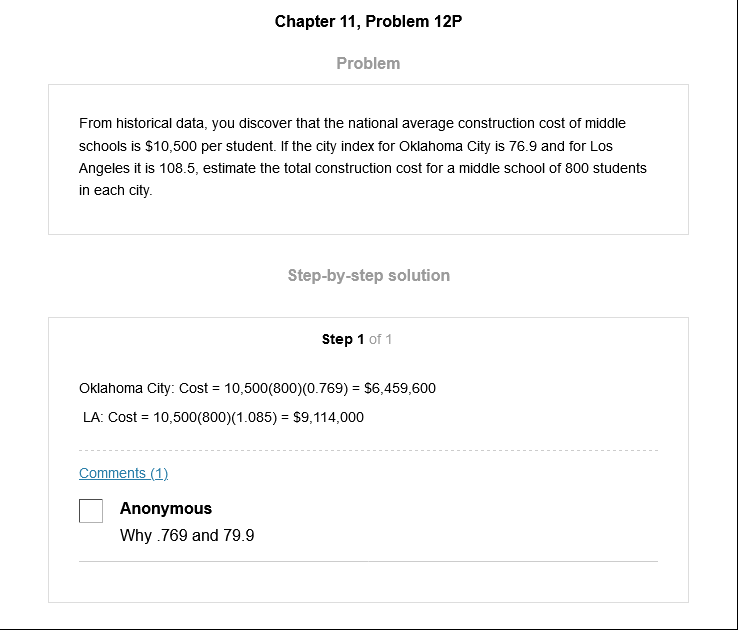 Chapter 11, Problem 12P
Problem
From historical data, you discover that the national average construction cost of middle
schools is $10,500 per student. If the city index for Oklahoma City is 76.9 and for Los
Angeles it is 108.5, estimate the total construction cost for a middle school of 800 students
in each city.
Step-by-step solution
Step 1 of 1
Oklahoma City: Cost = 10,500(800)(0.769) = $6,459,600
LA: Cost = 10,500(800)(1.085) = $9,114,000
Comments (1)
Anonymous
Why .769 and 79.9